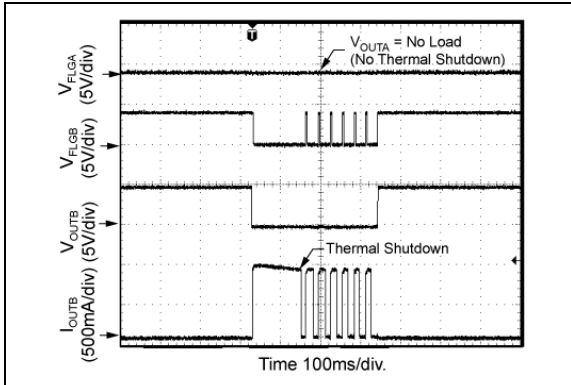 T
V_OUTA = No Load
(No Thermal Shutdown)
V_FLGA
(5V/div)
V_FLGB
(5V/div)
V_OUTB
(5V/div)
Thermal Shutdown
I_OUTB
(500mA/div)
Time 100ms/div.